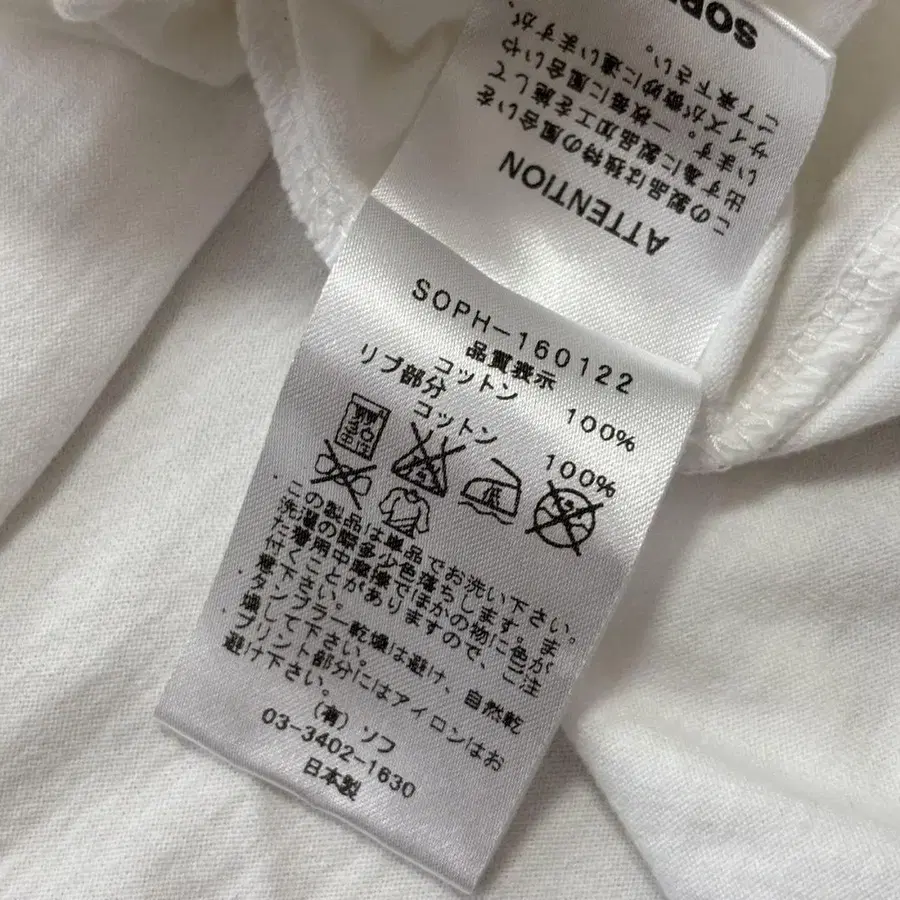 ATTENTION
この製品は独特の風合いを
出す為に製品加工を施して
います。一枚毎に風合いや
サイズが微妙に違いますが、
ご了承下さい。
SOPH
SOPH-160122
品質表示
コットン 100%
リブ部分
コットン 100%
低
・この製品は単品でお洗い下さい。
洗濯の際多少色落ちします。ま
た着用中摩擦でほかの物に色が
付くことがありますので、ご注
意下さい。
・タンブラー乾燥は避け、自然乾
燥して下さい。
・プリント部分にはアイロンはお
避け下さい。
(有)ソフ
03-3402-1630
日本製